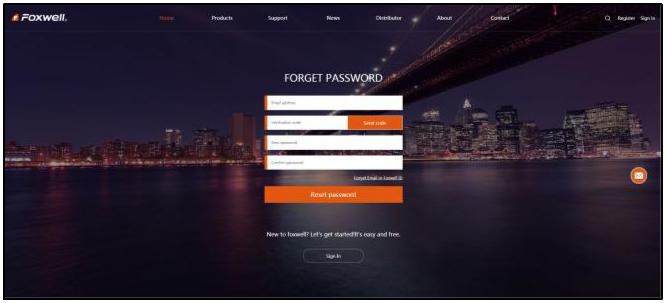 Foxwell®
Home Products Support News Distributor About Contact Register Sign In
FORGET PASSWORD
Email address
Verification code Send code
New password
Confirm password
Forget Email or Foxwell ID
Reset password
New to foxwell? Let's get started!It's easy and free.
Sign In